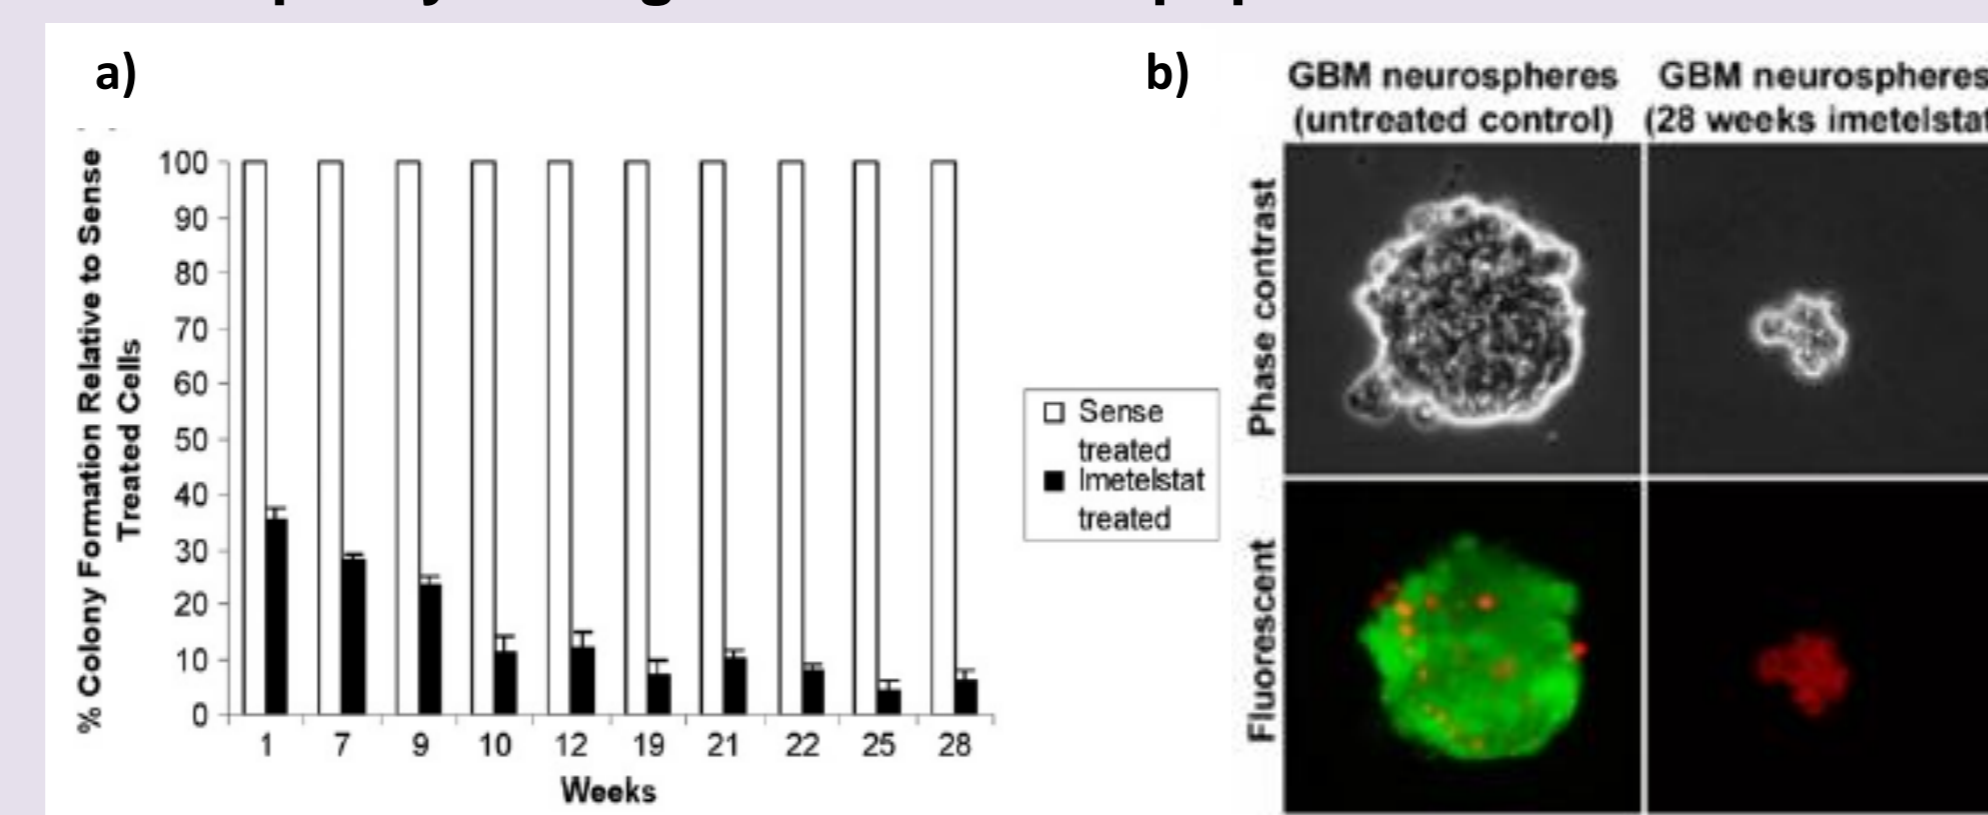 a)
% Colony Formation Relative to Sense
Treated Cells
100
90
80
70
60
50
40
30
20
10
0
1 7 9 10 12 19 21 22 25 28
Weeks
Sense
treated
Imetelstat
treated
b)
GBM neurospheres
(untreated control)
GBM neurospheres
(28 weeks imetelstat
Phase contrast
Fluorescent